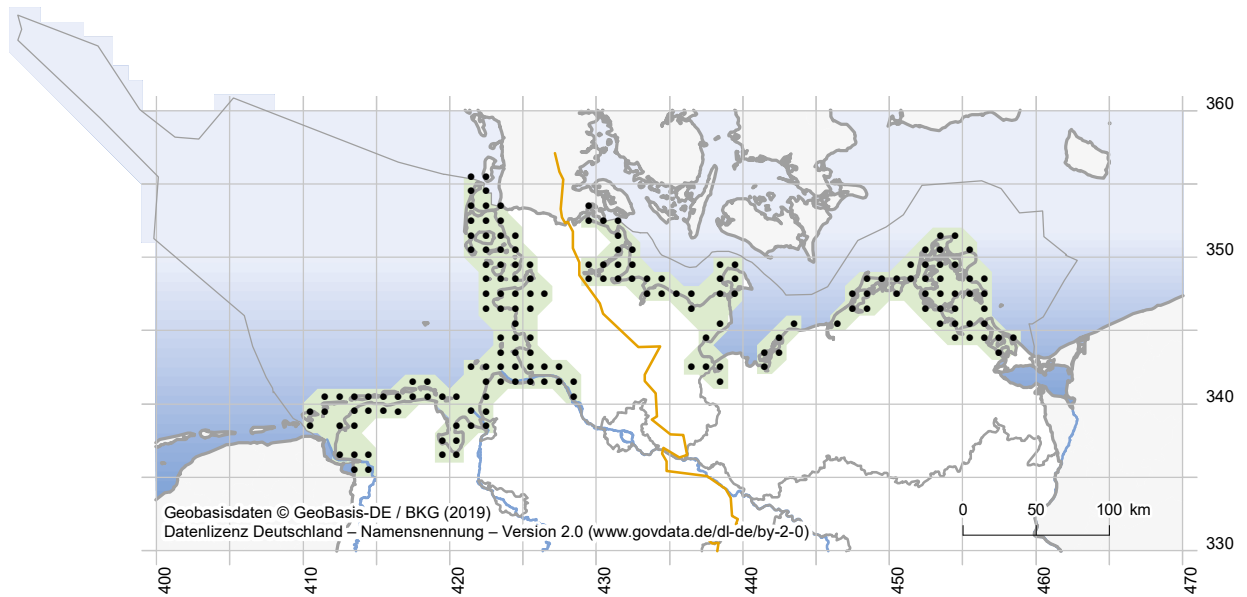 360
350
340
330
Geobasisdaten © GeoBasis-DE / BKG (2019)
Datenlizenz Deutschland – Namensnennung – Version 2.0 (www.govdata.de/dl-de/by-2-0)
0 50 100 km
400 410 420 430 440 450 460 470